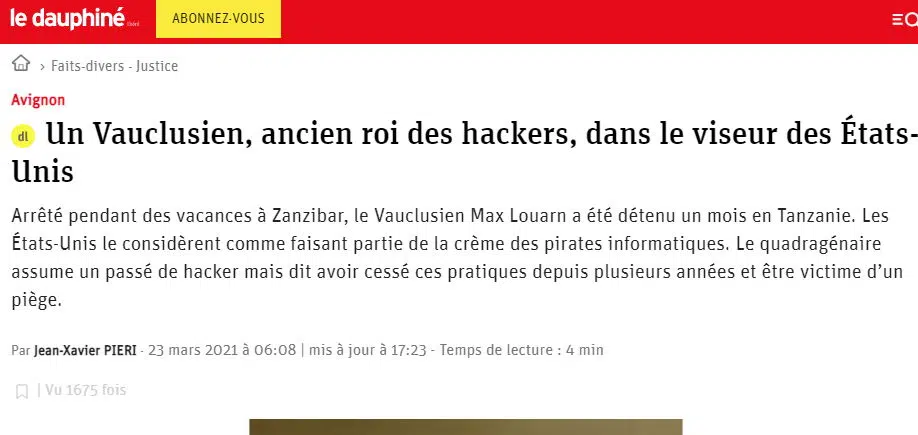 le dauphiné libéré
ABONNEZ-VOUS
› Faits-divers - Justice
Avignon
dl Un Vauclusien, ancien roi des hackers, dans le viseur des États-
Unis
Arrêté pendant des vacances à Zanzibar, le Vauclusien Max Louarn a été détenu un mois en Tanzanie. Les
États-Unis le considèrent comme faisant partie de la crème des pirates informatiques. Le quadragénaire
assume un passé de hacker mais dit avoir cessé ces pratiques depuis plusieurs années et être victime d’un
piège.
Par Jean-Xavier PIERI - 23 mars 2021 à 06:08 | mis à jour à 17:23 - Temps de lecture : 4 min
| Vu 1675 fois